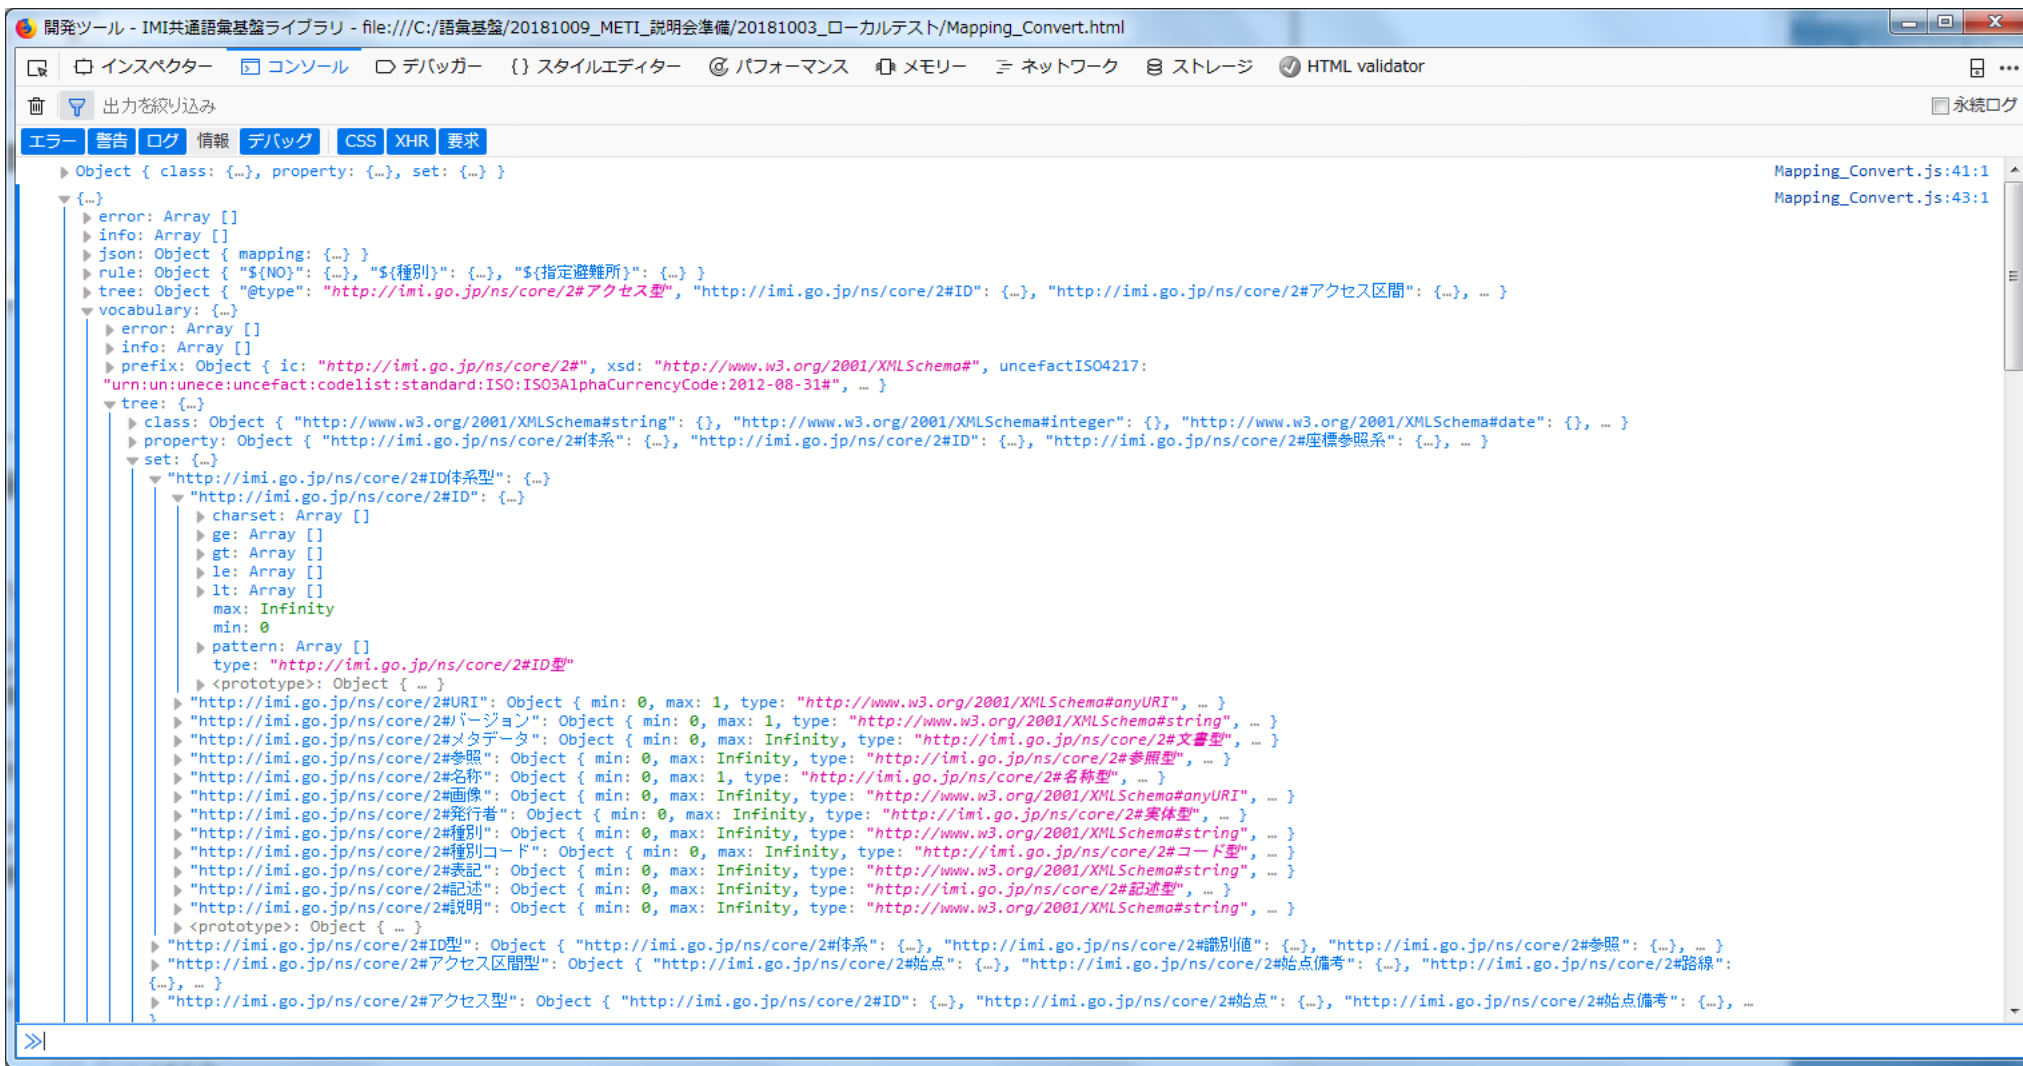 開発ツール - IMI共通語彙基盤ライブラリ - file:///C:/語彙基盤/20181009_METI_説明会準備/20181003_ローカルテスト/Mapping_Convert.html
インスペクター コンソール デバッガー {} スタイルエディター パフォーマンス メモリー ネットワーク ストレージ HTML validator
出力を絞り込み 永続ログ
エラー 警告 ログ 情報 デバッグ CSS XHR 要求
Object { class: {…}, property: {…}, set: {…} } Mapping_Convert.js:41:1
{…} Mapping_Convert.js:43:1
error: Array []
info: Array []
json: Object { mapping: {…} }
rule: Object { "${NO}": {…}, "${種別}": {…}, "${指定避難所}": {…} }
tree: Object { "@type": "http://imi.go.jp/ns/core/2#アクセス型", "http://imi.go.jp/ns/core/2#ID": {…}, "http://imi.go.jp/ns/core/2#アクセス区間": {…}, … }
vocabulary: {…}
error: Array []
info: Array []
prefix: Object { ic: "http://imi.go.jp/ns/core/2#", xsd: "http://www.w3.org/2001/XMLSchema#", uncefactISO4217:
"urn:un:unece:uncefact:codelist:standard:ISO:ISO3AlphaCurrencyCode:2012-08-31#", … }
tree: {…}
class: Object { "http://www.w3.org/2001/XMLSchema#string": {}, "http://www.w3.org/2001/XMLSchema#integer": {}, "http://www.w3.org/2001/XMLSchema#date": {}, … }
property: Object { "http://imi.go.jp/ns/core/2#体系": {…}, "http://imi.go.jp/ns/core/2#ID": {…}, "http://imi.go.jp/ns/core/2#座標参照系": {…}, … }
set: {…}
"http://imi.go.jp/ns/core/2#ID体系型": {…}
"http://imi.go.jp/ns/core/2#ID": {…}
charset: Array []
ge: Array []
gt: Array []
le: Array []
lt: Array []
max: Infinity
min: 0
pattern: Array []
type: "http://imi.go.jp/ns/core/2#ID型"
<prototype>: Object { … }
"http://imi.go.jp/ns/core/2#URI": Object { min: 0, max: 1, type: "http://www.w3.org/2001/XMLSchema#anyURI", … }
"http://imi.go.jp/ns/core/2#バージョン": Object { min: 0, max: 1, type: "http://www.w3.org/2001/XMLSchema#string", … }
"http://imi.go.jp/ns/core/2#メタデータ": Object { min: 0, max: Infinity, type: "http://imi.go.jp/ns/core/2#文書型", … }
"http://imi.go.jp/ns/core/2#参照": Object { min: 0, max: Infinity, type: "http://imi.go.jp/ns/core/2#参照型", … }
"http://imi.go.jp/ns/core/2#名称": Object { min: 0, max: 1, type: "http://imi.go.jp/ns/core/2#名称型", … }
"http://imi.go.jp/ns/core/2#画像": Object { min: 0, max: Infinity, type: "http://www.w3.org/2001/XMLSchema#anyURI", … }
"http://imi.go.jp/ns/core/2#発行者": Object { min: 0, max: Infinity, type: "http://imi.go.jp/ns/core/2#実体型", … }
"http://imi.go.jp/ns/core/2#種別": Object { min: 0, max: Infinity, type: "http://www.w3.org/2001/XMLSchema#string", … }
"http://imi.go.jp/ns/core/2#種別コード": Object { min: 0, max: Infinity, type: "http://imi.go.jp/ns/core/2#コード型", … }
"http://imi.go.jp/ns/core/2#表記": Object { min: 0, max: Infinity, type: "http://www.w3.org/2001/XMLSchema#string", … }
"http://imi.go.jp/ns/core/2#記述": Object { min: 0, max: Infinity, type: "http://imi.go.jp/ns/core/2#記述型", … }
"http://imi.go.jp/ns/core/2#説明": Object { min: 0, max: Infinity, type: "http://www.w3.org/2001/XMLSchema#string", … }
<prototype>: Object { … }
"http://imi.go.jp/ns/core/2#ID型": Object { "http://imi.go.jp/ns/core/2#体系": {…}, "http://imi.go.jp/ns/core/2#識別値": {…}, "http://imi.go.jp/ns/core/2#参照": {…}, … }
"http://imi.go.jp/ns/core/2#アクセス区間型": Object { "http://imi.go.jp/ns/core/2#始点": {…}, "http://imi.go.jp/ns/core/2#始点備考": {…}, "http://imi.go.jp/ns/core/2#路線":
{…}, … }
"http://imi.go.jp/ns/core/2#アクセス型": Object { "http://imi.go.jp/ns/core/2#ID": {…}, "http://imi.go.jp/ns/core/2#始点": {…}, "http://imi.go.jp/ns/core/2#始点備考": {…}, …
}